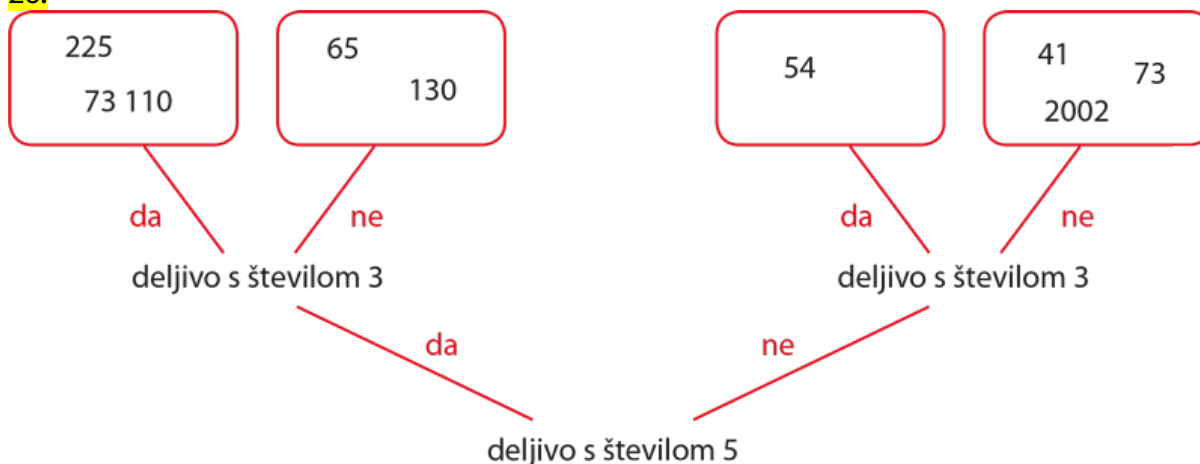 26.
225
65
54
41
73
73 110
130
2002
da
ne
da
ne
deljivo s številom 3
deljivo s številom 3
da
ne
deljivo s številom 5